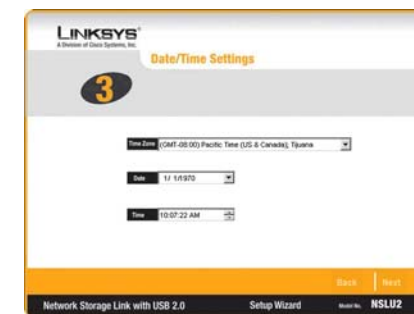 LINKSYS®
A Division of Cisco Systems, Inc.
Date/Time Settings
3
Time Zone (GMT-08:00) Pacific Time (US & Canada), Tijuana
Date 1/ 1/1970
Time 10:07:22 AM
Back Next
Network Storage Link with USB 2.0 Setup Wizard Model No. NSLU2